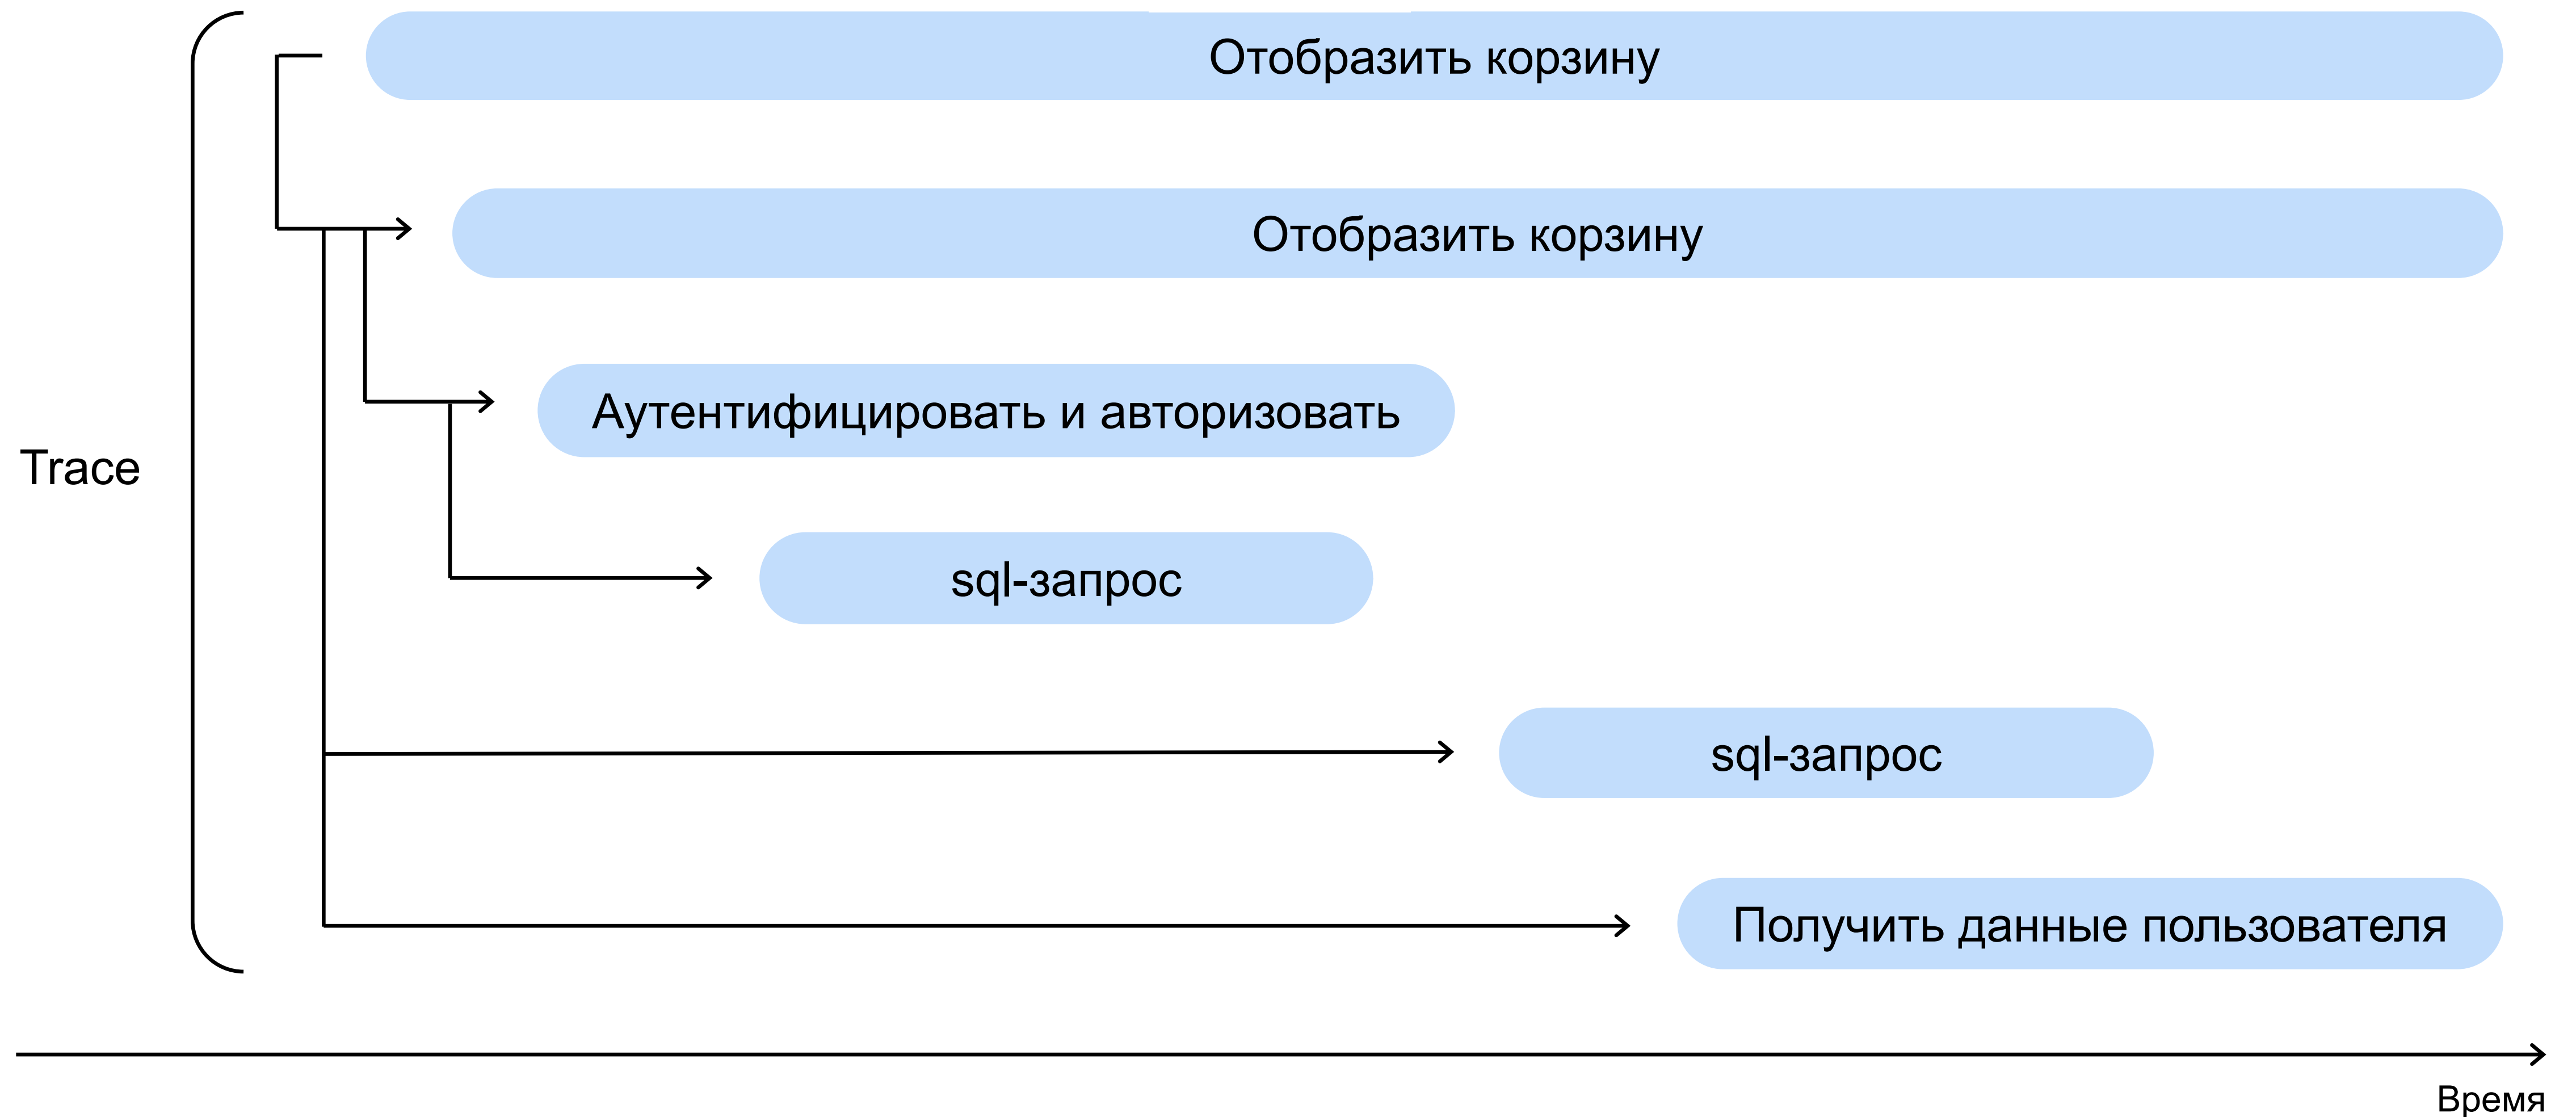 Отобразить корзину
Отобразить корзину
Аутентифицировать и авторизовать
Trace
sql-запрос
sql-запрос
Получить данные пользователя
Время